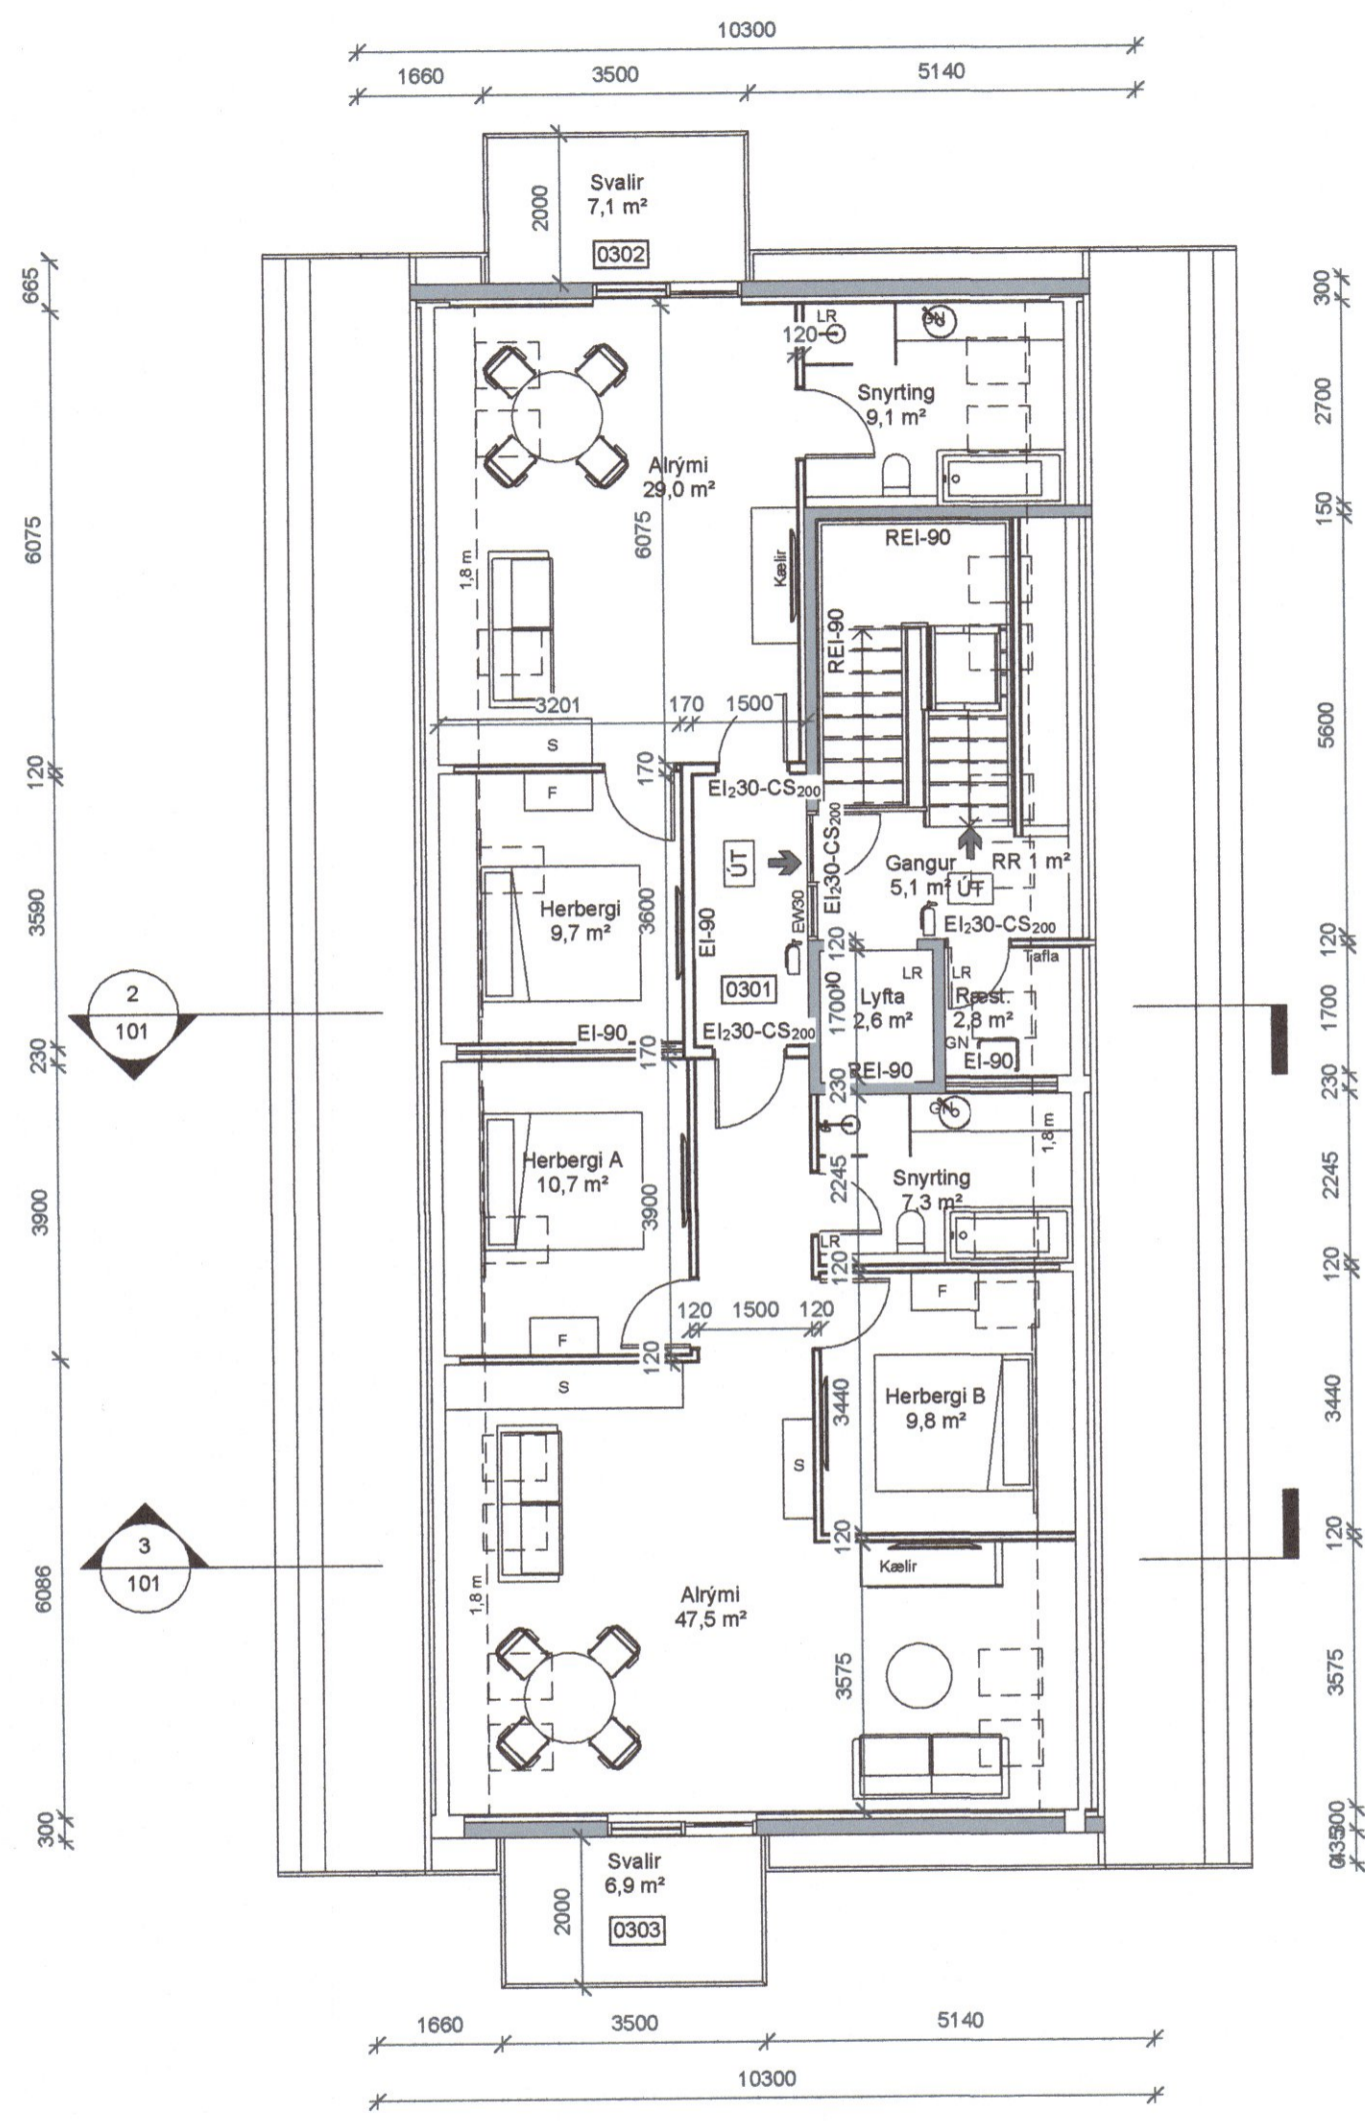 10300
1660 3500 5140
2000
Svalir
7,1 m²
0302
665
300
LR
120
Snyrting
9,1 m²
2700
Alrými
29,0 m²
6075
6075
150
REI-90
Kælir
1,8 m
REI-90
5600
3201 170 1500
S
120
170
EI₂30-CS₂₀₀
F
EI₂30-CS₂₀₀
ÚT
Gangur
5,1 m²
RR 1 m²
ÚT
3590
Herbergi
9,7 m²
3600
EI-90
EW30
EI₂30-CS₂₀₀
120
120
Tafla
0301
LR
LR
2
101
1700
Lyfta
2,6 m²
Ræst.
2,8 m²
1700
EI-90
EI₂30-CS₂₀₀
GN
EI-90
REI-90
230
170
230
230
GN
1,8 m
Herbergi A
10,7 m²
3900
3900
2245
Snyrting
7,3 m²
2245
LR
120
120
F
120 1500 120
F
120
S
Herbergi B
9,8 m²
3440
3440
S
120
120
3
101
Kælir
6086
1,8 m
Alrými
47,5 m²
3575
3575
300
Svalir
6,9 m²
0303
2000
1660 3500 5140
10300